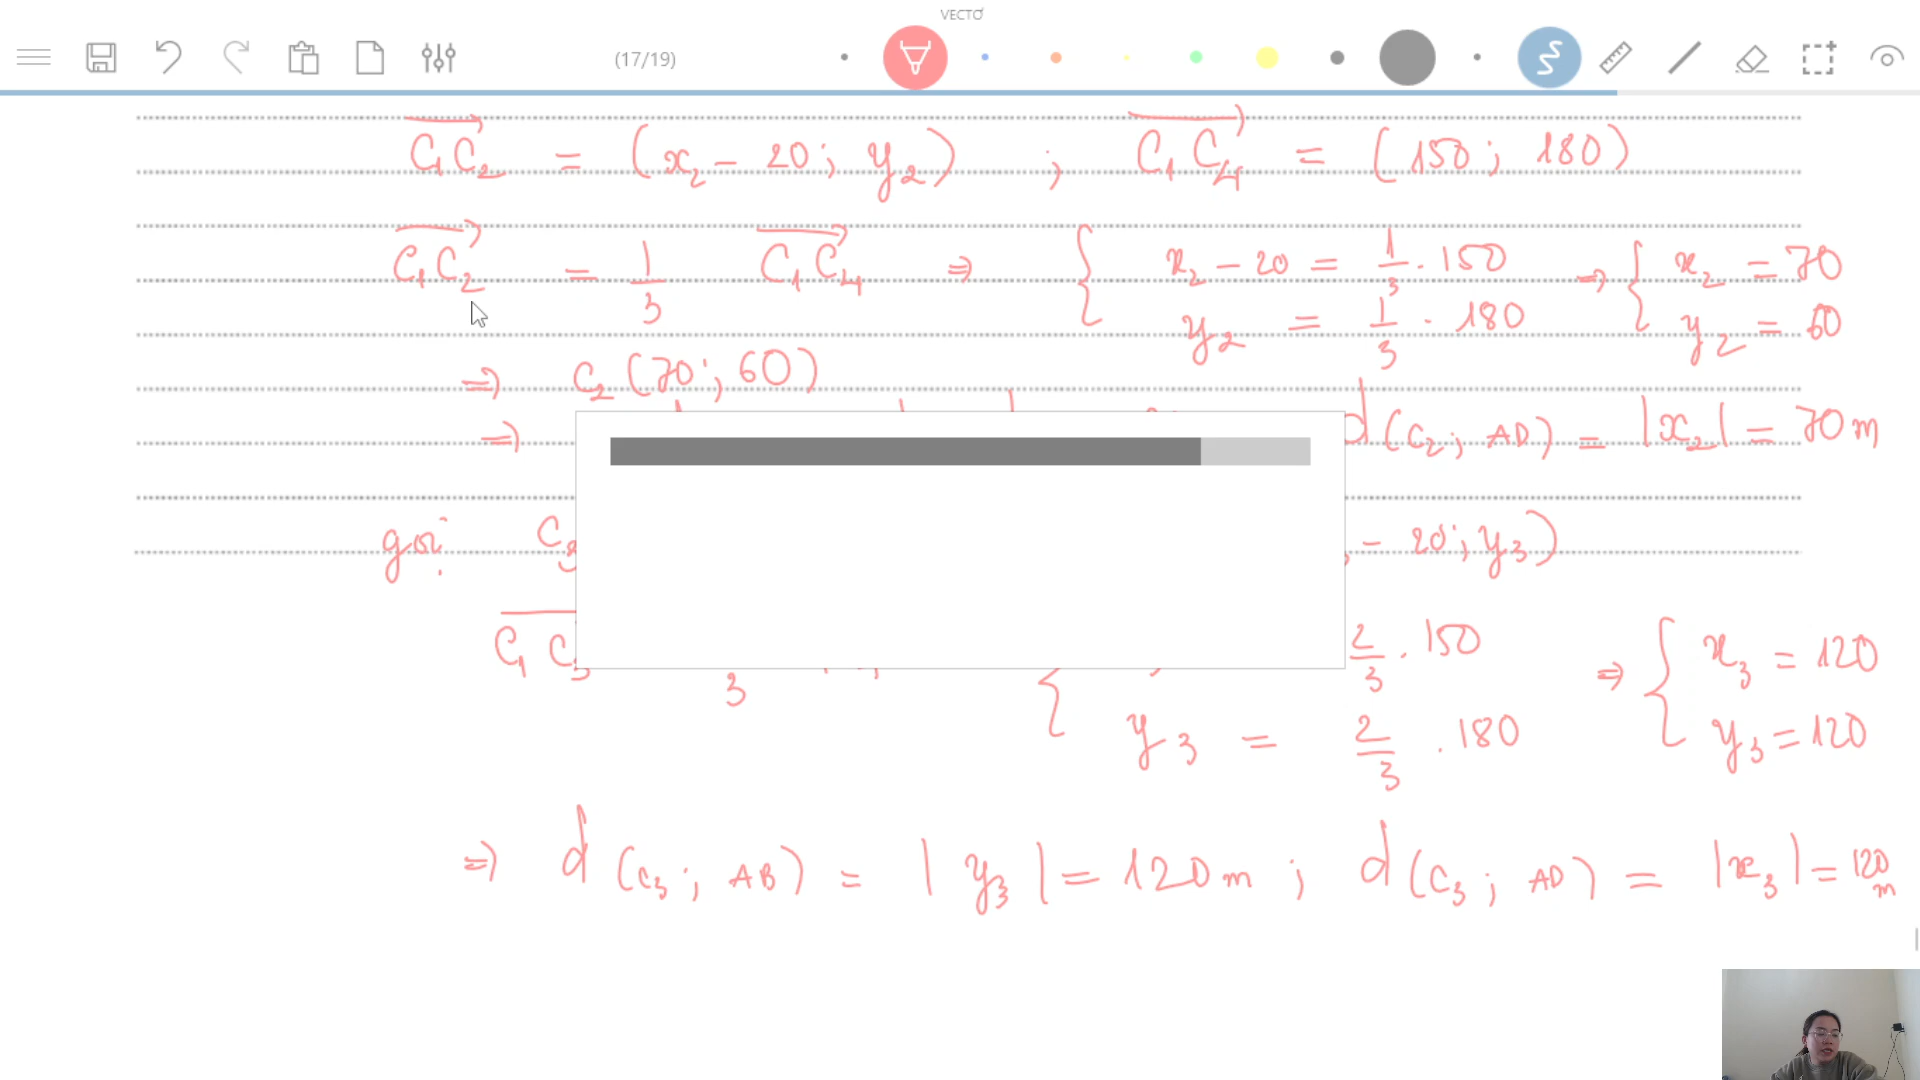 VECTƠ
(17/19)
C₁C₂ = (x₂ - 20; y₂) ; C₁C₄ = (150; 180)
C₁C₂ = 1/3 C₁C₄ ⇒ { x₂ - 20 = 1/3 . 150 ⇒ { x₂ = 70
y₂ = 1/3 . 180 y₂ = 60
⇒ C₂ (70; 60)
⇒ d(C₂; AD) = |x₂| = 70 m
gọi C₃ - 20; y₃)
C₁C₃ 3 { 2/3 . 150 ⇒ { x₃ = 120
y₃ = 2/3 . 180 y₃ = 120
⇒ d(C₃; AB) = |y₃| = 120 m ; d(C₃; AD) = |x₃| = 120 m